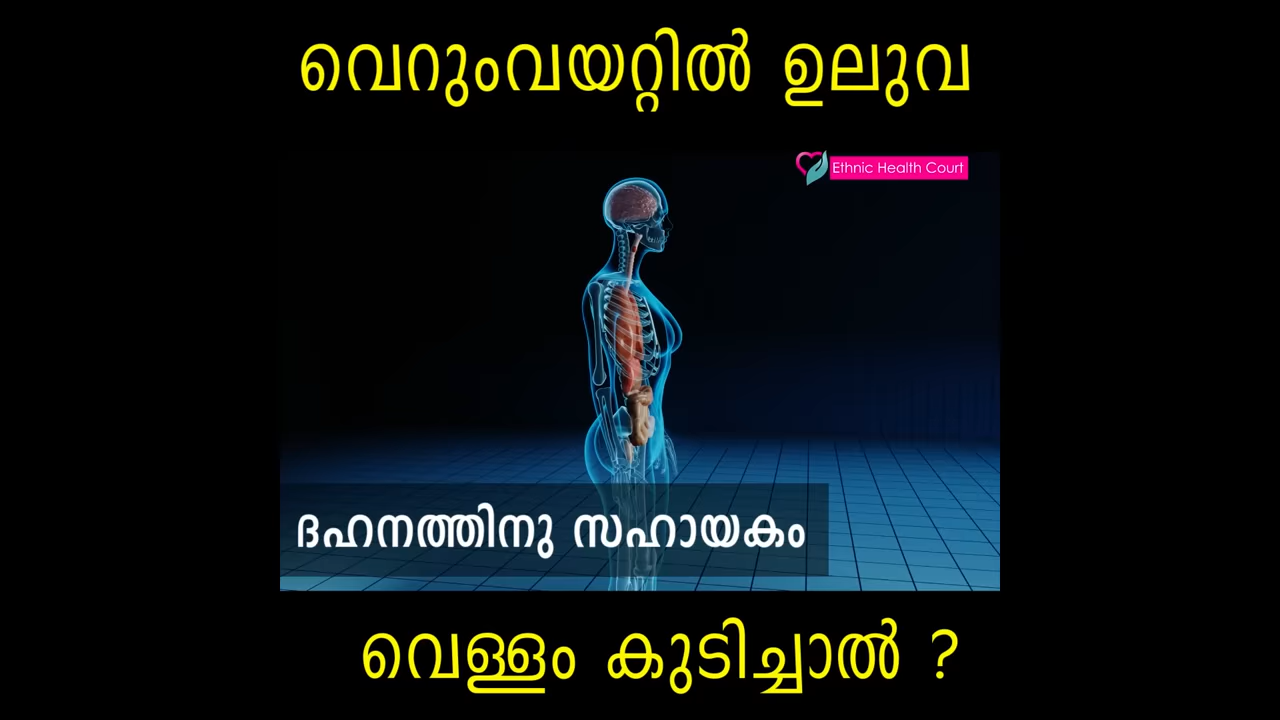 വെറുംവയറ്റിൽ ഉലുവ
Ethnic Health Court
ദഹനത്തിനു സഹായകം
വെള്ളം കുടിച്ചാൽ ?